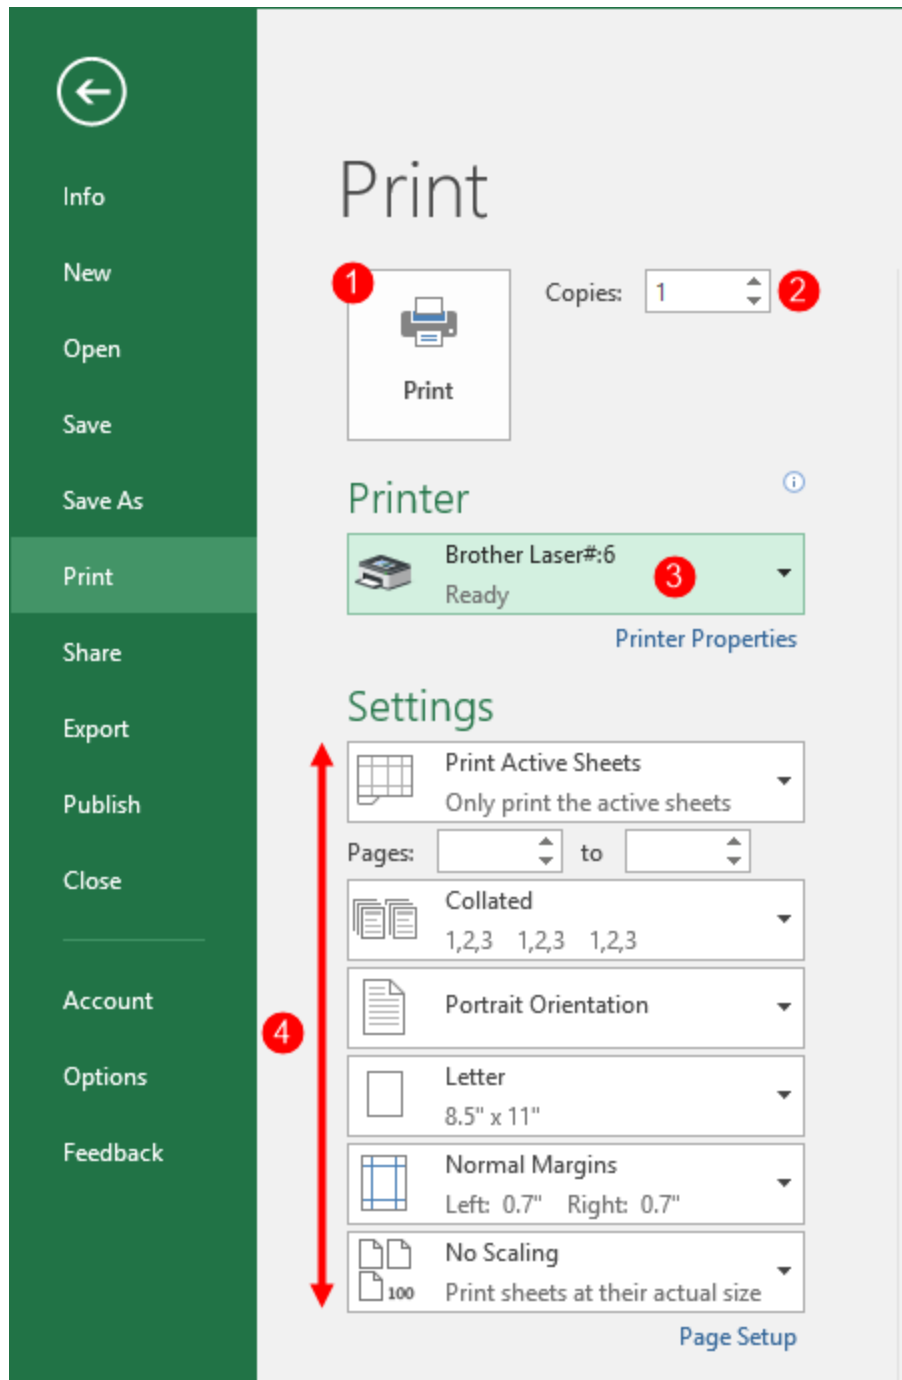 Info
New
Open
Save
Save As
Print
Share
Export
Publish
Close
Account
Options
Feedback
Print
1
Print
Copies: 1
2
Printer
Brother Laser#:6
Ready
3
Printer Properties
Settings
4
Print Active Sheets
Only print the active sheets
Pages: to
Collated
1,2,3 1,2,3 1,2,3
Portrait Orientation
Letter
8.5" x 11"
Normal Margins
Left: 0.7" Right: 0.7"
No Scaling
100 Print sheets at their actual size
Page Setup